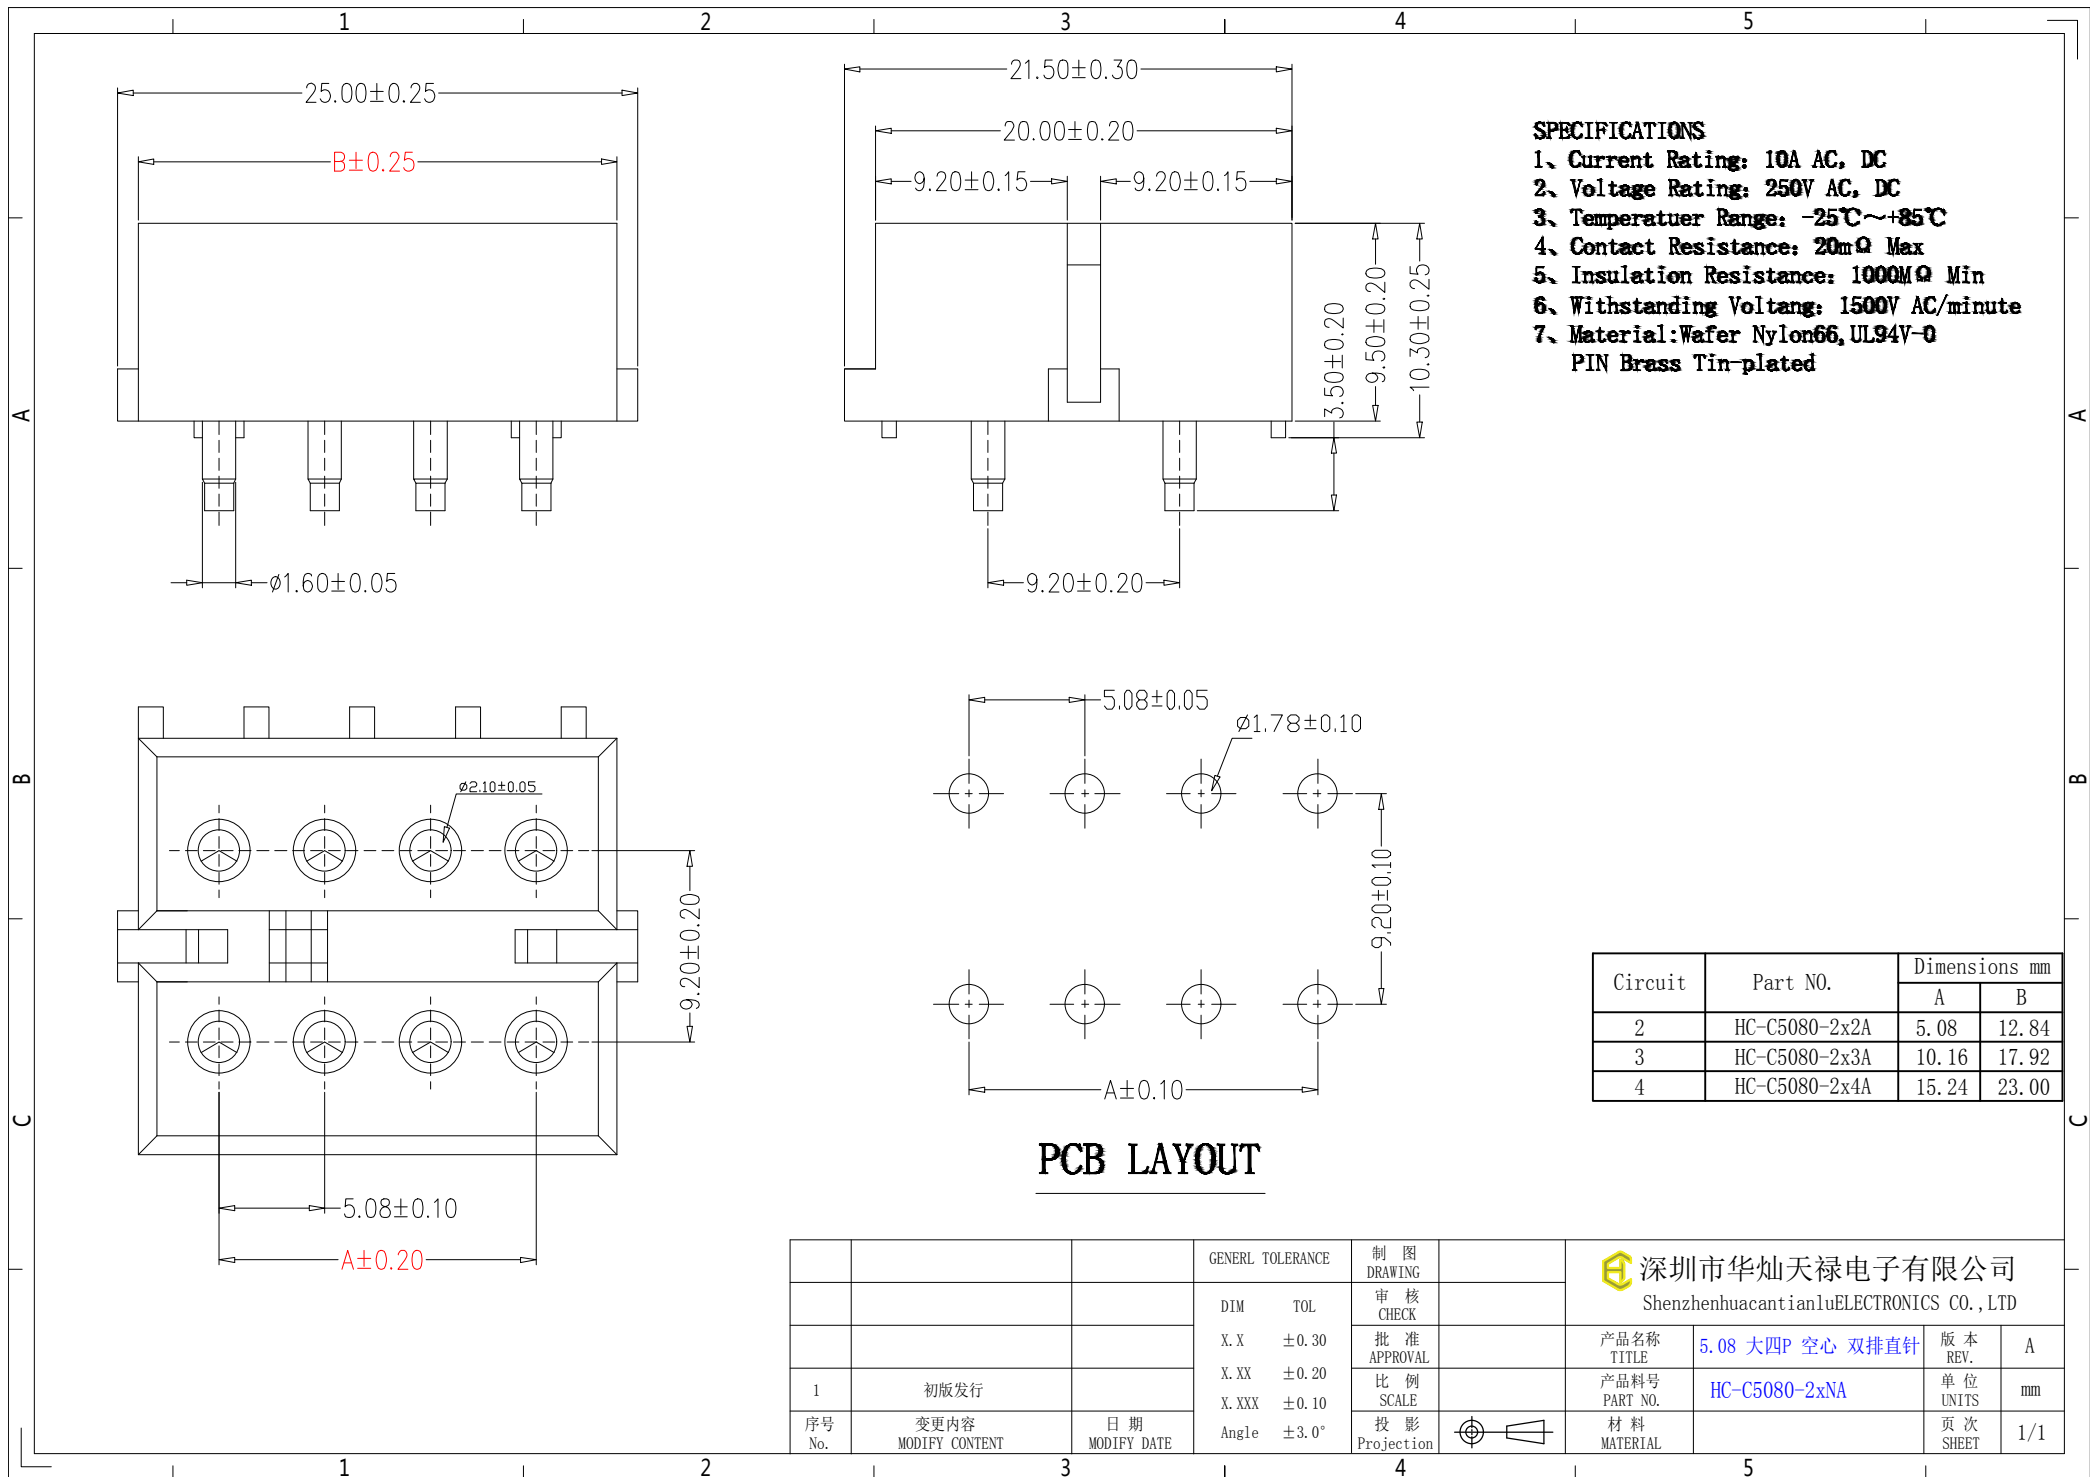 1 2 3 4 5
25.00±0.25
B±0.25
ø1.60±0.05
21.50±0.30
20.00±0.20
9.20±0.15 9.20±0.15
3.50±0.20
9.50±0.20
10.30±0.25
9.20±0.20
SPECIFICATIONS
1、Current Rating: 10A AC, DC
2、Voltage Rating: 250V AC, DC
3、Temperatuer Range: -25℃～+85℃
4、Contact Resistance: 20mΩ Max
5、Insulation Resistance: 1000MΩ Min
6、Withstanding Voltang: 1500V AC/minute
7、Material:Wafer Nylon66,UL94V-0
PIN Brass Tin-plated
A A
B B
C C
ø2.10±0.05
9.20±0.20
5.08±0.10
A±0.20
5.08±0.05
ø1.78±0.10
9.20±0.10
A±0.10
PCB LAYOUT
Circuit Part NO. Dimensions mm
A B
2 HC-C5080-2x2A 5.08 12.84
3 HC-C5080-2x3A 10.16 17.92
4 HC-C5080-2x4A 15.24 23.00
1 初版发行
序号 变更内容 日 期
No. MODIFY CONTENT MODIFY DATE
GENERL TOLERANCE
DIM TOL
X.X ±0.30
X.XX ±0.20
X.XXX ±0.10
Angle ±3.0°
制 图
DRAWING
审 核
CHECK
批 准
APPROVAL
比 例
SCALE
投 影
Projection
深圳市华灿天禄电子有限公司
ShenzhenhuacantianluELECTRONICS CO.,LTD
产品名称
TITLE
5.08 大四P 空心 双排直针
版 本
REV.
A
产品料号
PART NO.
HC-C5080-2xNA
单 位
UNITS
mm
材 料
MATERIAL
页 次
SHEET
1/1
1 2 3 4 5